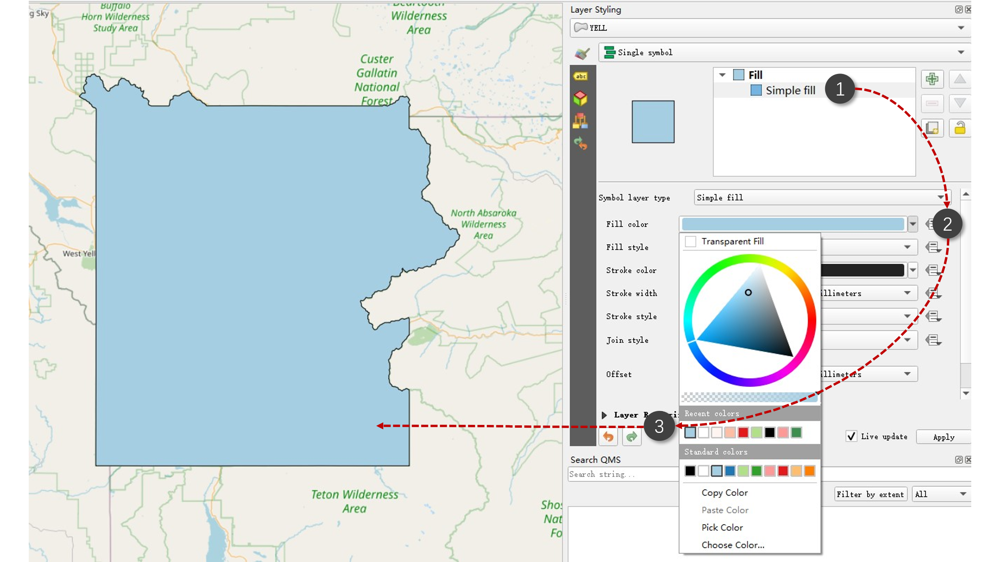 g Sky
Buffalo
Horn Wilderness
Study Area
Beartooth
Wilderness
Area
Custer
Gallatin
National
Forest
North Absaroka
Wilderness
Area
West Yell
Teton Wilderness
Area
Shos
Nat
Fo
Layer Styling
YELL
Single symbol
abc
Fill
Simple fill
1
Symbol layer type
Simple fill
Fill color
2
Transparent Fill
Fill style
Stroke color
Stroke width
illimeters
Stroke style
Join style
Offset
illimeters
Layer R
ri
3
Recent colors
Live update
Apply
Standard colors
Search QMS
Search string...
Filter by extent
All
Copy Color
Paste Color
Pick Color
Choose Color...